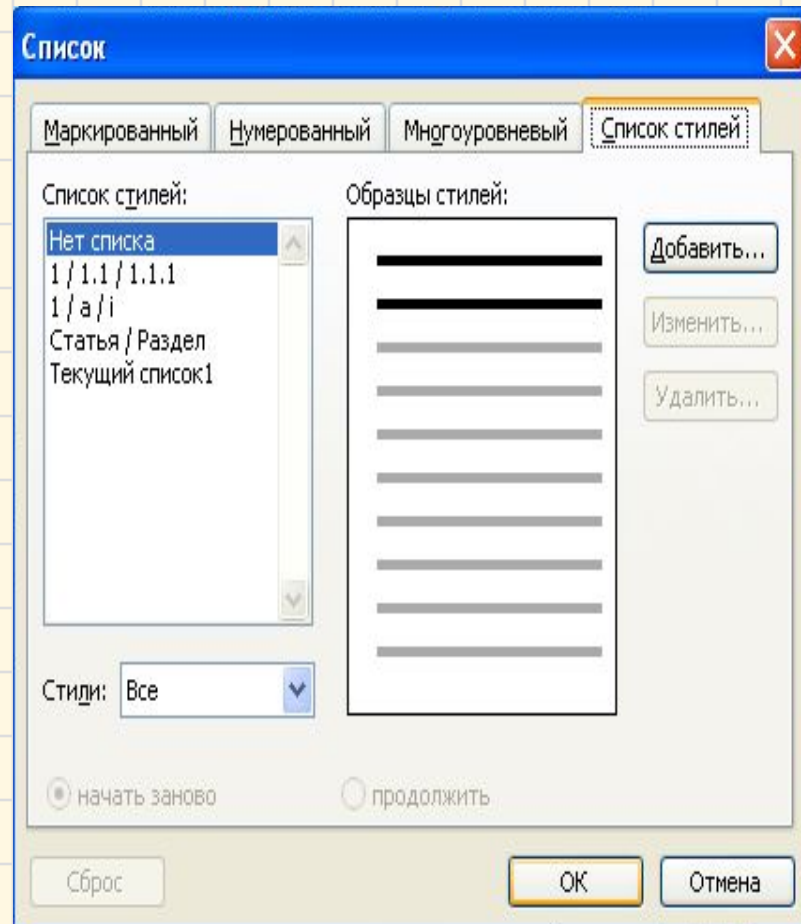 Список
Маркированный Нумерованный Многоуровневый Список стилей
Список стилей: Образцы стилей:
Нет списка
1 / 1.1 / 1.1.1
1 / a / i
Статья / Раздел
Текущий список1
Добавить...
Изменить...
Удалить...
Стили: Все
начать заново продолжить
Сброс ОК Отмена